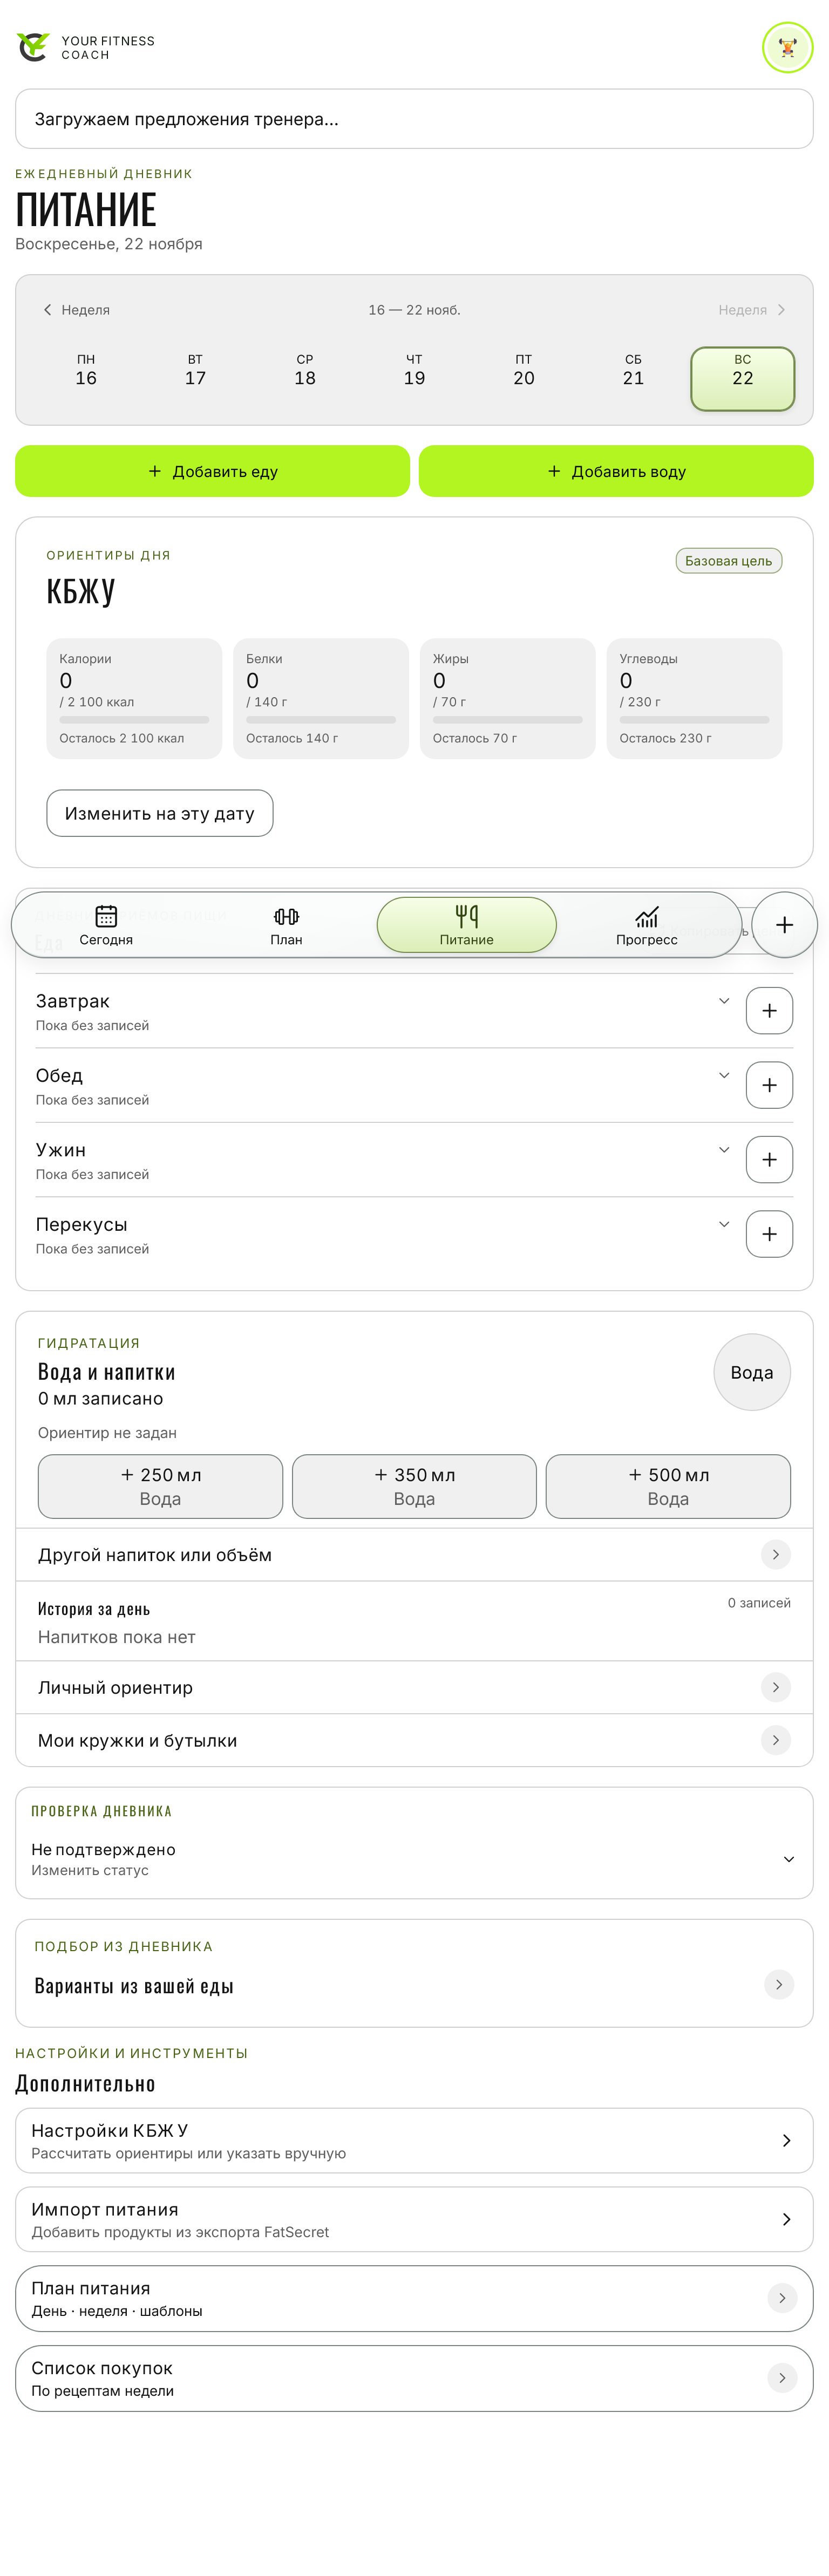 YOUR FITNESS
COACH
Загружаем предложения тренера...
ЕЖЕДНЕВНЫЙ ДНЕВНИК
ПИТАНИЕ
Воскресенье, 22 ноября
Неделя
16 — 22 нояб.
Неделя
ПН
16
ВТ
17
СР
18
ЧТ
19
ПТ
20
СБ
21
ВС
22
Добавить еду
Добавить воду
ОРИЕНТИРЫ ДНЯ
КБЖУ
Базовая цель
Калории
0
/ 2 100 ккал
Осталось 2 100 ккал
Белки
0
/ 140 г
Осталось 140 г
Жиры
0
/ 70 г
Осталось 70 г
Углеводы
0
/ 230 г
Осталось 230 г
Изменить на эту дату
Еда
Сегодня
План
Питание
Прогресс
Завтрак
Пока без записей
Обед
Пока без записей
Ужин
Пока без записей
Перекусы
Пока без записей
ГИДРАТАЦИЯ
Вода и напитки
0 мл записано
Вода
Ориентир не задан
+ 250 мл
Вода
+ 350 мл
Вода
+ 500 мл
Вода
Другой напиток или объём
История за день
0 записей
Напитков пока нет
Личный ориентир
Мои кружки и бутылки
ПРОВЕРКА ДНЕВНИКА
Не подтверждено
Изменить статус
ПОДБОР ИЗ ДНЕВНИКА
Варианты из вашей еды
НАСТРОЙКИ И ИНСТРУМЕНТЫ
Дополнительно
Настройки КБЖУ
Рассчитать ориентиры или указать вручную
Импорт питания
Добавить продукты из экспорта FatSecret
План питания
День · неделя · шаблоны
Список покупок
По рецептам недели